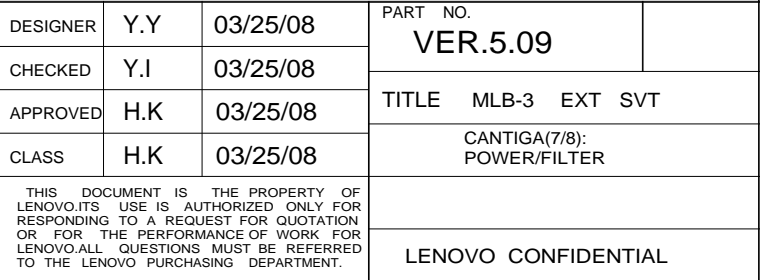 DESIGNER Y.Y 03/25/08
CHECKED Y.I 03/25/08
APPROVED H.K 03/25/08
CLASS H.K 03/25/08
THIS DOCUMENT IS THE PROPERTY OF
LENOVO.ITS USE IS AUTHORIZED ONLY FOR
RESPONDING TO A REQUEST FOR QUOTATION
OR FOR THE PERFORMANCE OF WORK FOR
LENOVO.ALL QUESTIONS MUST BE REFERRED
TO THE LENOVO PURCHASING DEPARTMENT.
PART NO.
VER.5.09
TITLE MLB-3 EXT SVT
CANTIGA(7/8):
POWER/FILTER
LENOVO CONFIDENTIAL